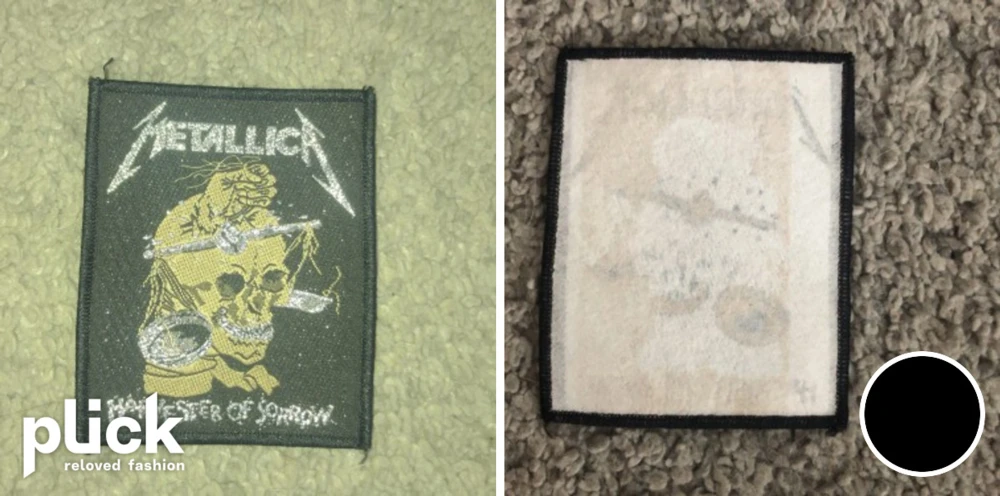 METALLICA
HARVESTER OF SORROW
plick
reloved fashion